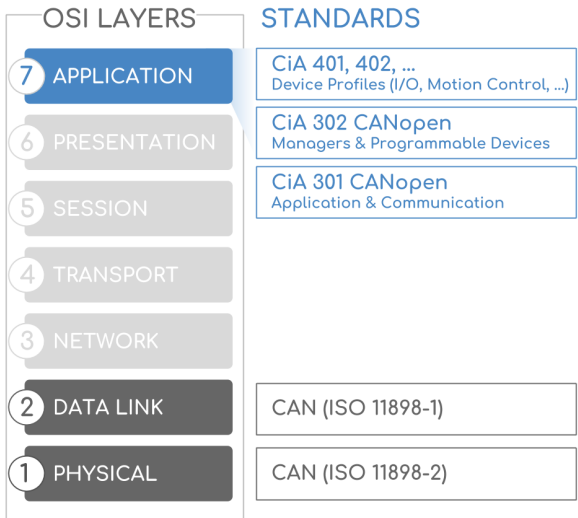 OSI LAYERS
STANDARDS
7 APPLICATION
CiA 401, 402, ...
Device Profiles (I/O, Motion Control, ...)
6 PRESENTATION
CiA 302 CANopen
Managers & Programmable Devices
5 SESSION
CiA 301 CANopen
Application & Communication
4 TRANSPORT
3 NETWORK
2 DATA LINK
CAN (ISO 11898-1)
1 PHYSICAL
CAN (ISO 11898-2)